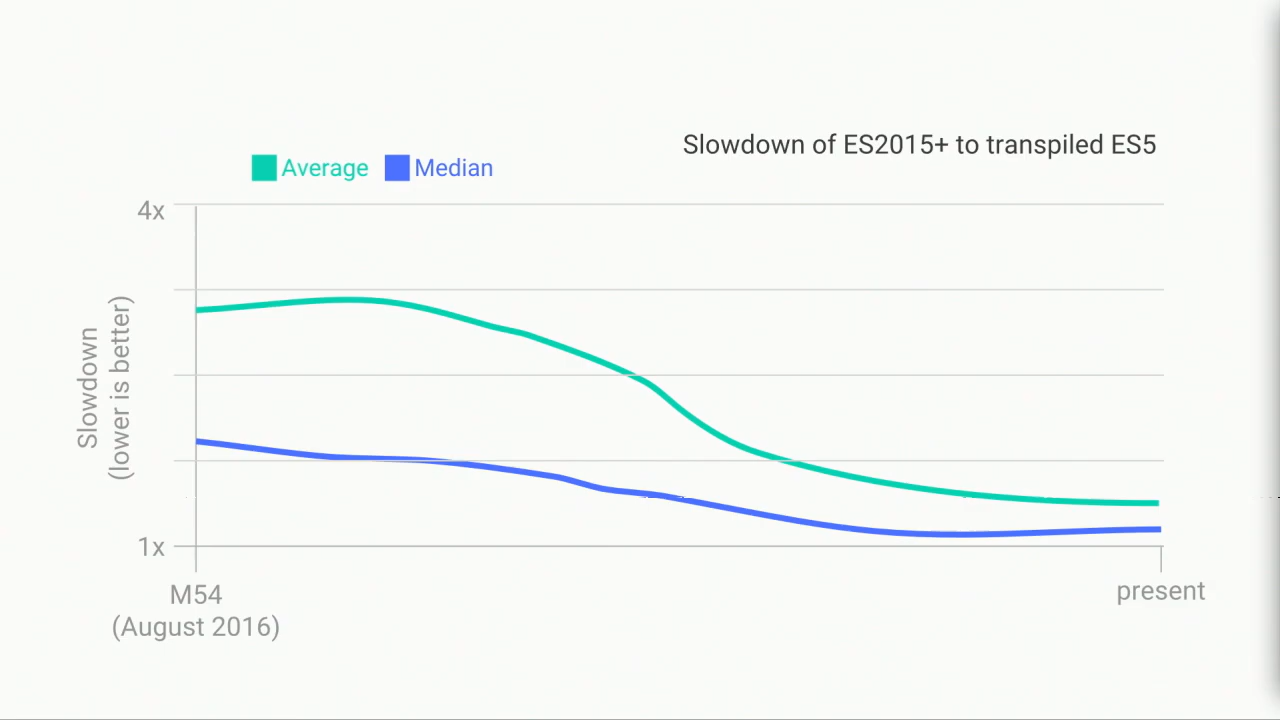 Slowdown of ES2015+ to transpiled ES5
Average
Median
4x
Slowdown
(lower is better)
1x
M54
(August 2016)
present